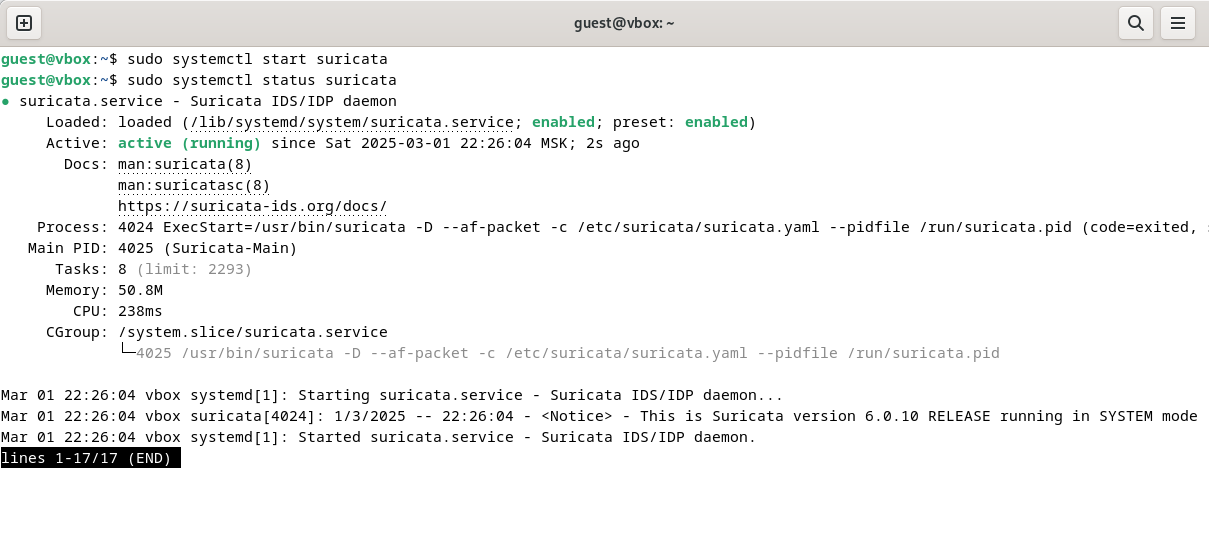 guest@vbox: ~
guest@vbox:~$ sudo systemctl start suricata
guest@vbox:~$ sudo systemctl status suricata
● suricata.service - Suricata IDS/IDP daemon
     Loaded: loaded (/lib/systemd/system/suricata.service; enabled; preset: enabled)
     Active: active (running) since Sat 2025-03-01 22:26:04 MSK; 2s ago
       Docs: man:suricata(8)
             man:suricatasc(8)
             https://suricata-ids.org/docs/
    Process: 4024 ExecStart=/usr/bin/suricata -D --af-packet -c /etc/suricata/suricata.yaml --pidfile /run/suricata.pid (code=exited,
   Main PID: 4025 (Suricata-Main)
      Tasks: 8 (limit: 2293)
     Memory: 50.8M
        CPU: 238ms
     CGroup: /system.slice/suricata.service
             └─4025 /usr/bin/suricata -D --af-packet -c /etc/suricata/suricata.yaml --pidfile /run/suricata.pid
Mar 01 22:26:04 vbox systemd[1]: Starting suricata.service - Suricata IDS/IDP daemon...
Mar 01 22:26:04 vbox suricata[4024]: 1/3/2025 -- 22:26:04 - <Notice> - This is Suricata version 6.0.10 RELEASE running in SYSTEM mode
Mar 01 22:26:04 vbox systemd[1]: Started suricata.service - Suricata IDS/IDP daemon.
lines 1-17/17 (END)